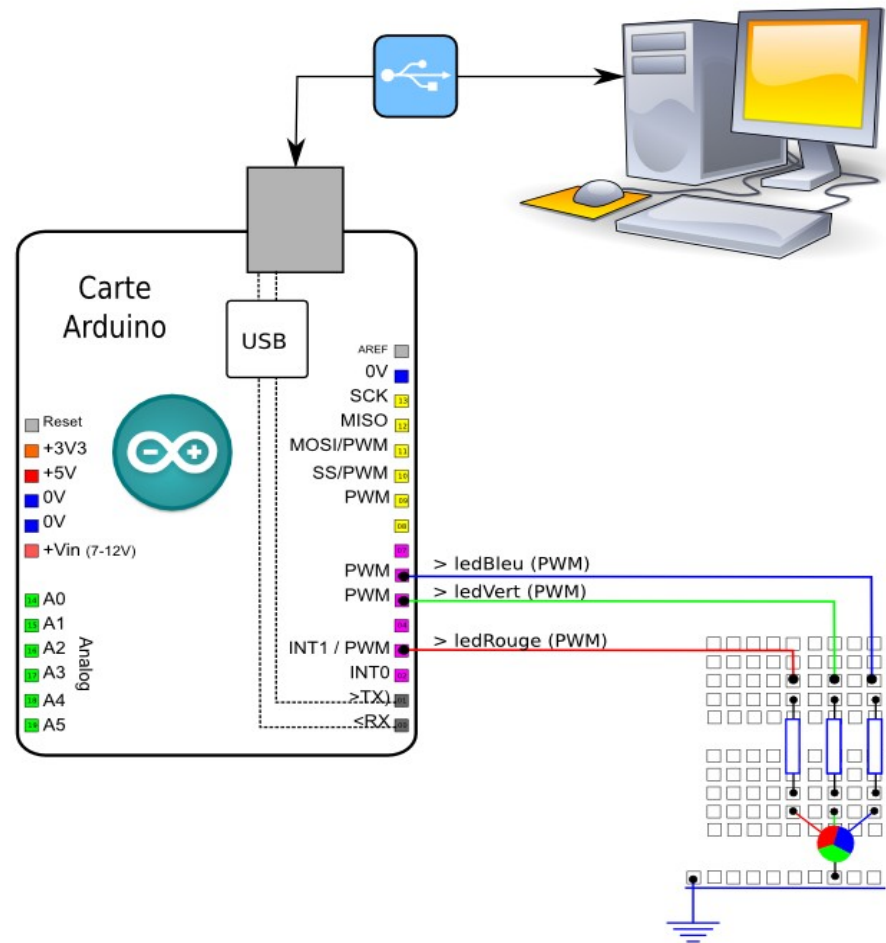 Carte
Arduino
USB
AREF
0V
SCK
13
MISO
12
MOSI/PWM
11
SS/PWM
10
PWM
09
08
07
PWM
PWM
04
INT1 / PWM
INT0
02
>TX)
01
<RX
00
Reset
+3V3
+5V
0V
0V
+Vin (7-12V)
14
A0
15
A1
16
A2
17
A3
18
A4
19
A5
Analog
> ledBleu (PWM)
> ledVert (PWM)
> ledRouge (PWM)